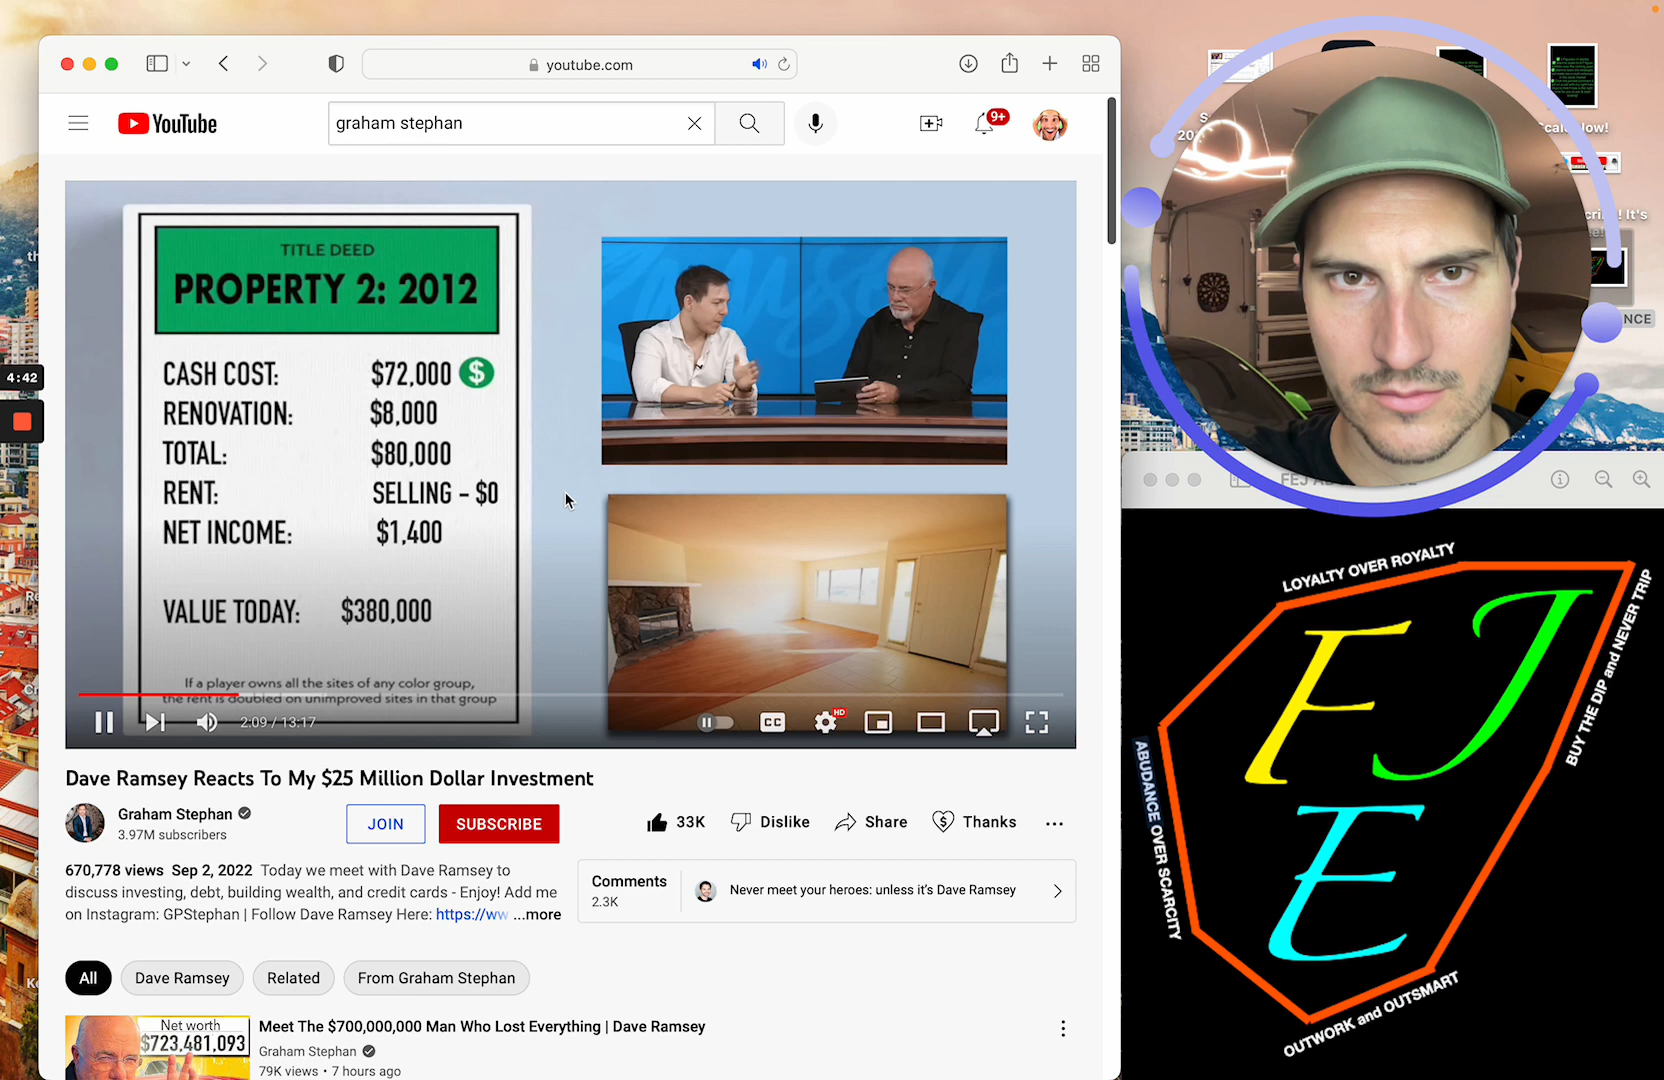 youtube.com
YouTube
graham stephan
9+
TITLE DEED
PROPERTY 2: 2012
CASH COST: $72,000 $
RENOVATION: $8,000
TOTAL: $80,000
RENT: SELLING - $0
NET INCOME: $1,400
VALUE TODAY: $380,000
If a player owns all the sites of any color group,
the rent is doubled on unimproved sites in that group
2:09 / 13:17
CC
HD
4:42
Dave Ramsey Reacts To My $25 Million Dollar Investment
Graham Stephan
3.97M subscribers
JOIN
SUBSCRIBE
33K
Dislike
Share
Thanks
670,778 views Sep 2, 2022 Today we meet with Dave Ramsey to
discuss investing, debt, building wealth, and credit cards - Enjoy! Add me
on Instagram: GPStephan | Follow Dave Ramsey Here: https://ww ...more
Comments
2.3K
Never meet your heroes: unless it's Dave Ramsey
All
Dave Ramsey
Related
From Graham Stephan
Net worth
$723,481,093
Meet The $700,000,000 Man Who Lost Everything | Dave Ramsey
Graham Stephan
79K views • 7 hours ago
NCE
FEJ
LOYALTY OVER ROYALTY
BUY THE DIP and NEVER TRIP
ABUDANCE OVER SCARCITY
OUTWORK and OUTSMART
F J
E